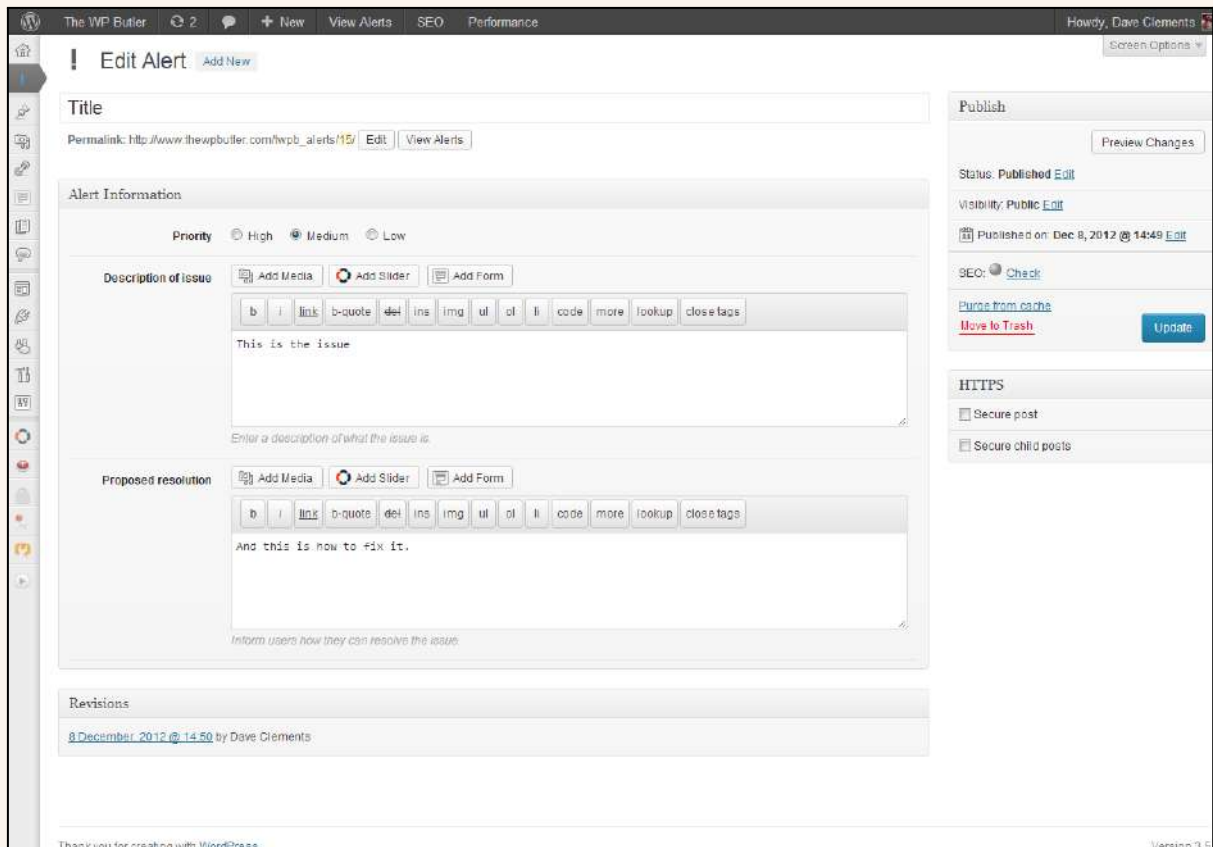 The WP Butler 2 + New View Alerts SEO Performance Howdy, Dave Clements
Screen Options
Edit Alert Add New
Title
Permalink: http://www.thewpbutler.com/twpb_alerts/15/ Edit View Alerts
Alert Information
Priority High Medium Low
Description of issue Add Media Add Slider Add Form
b i link b-quote del ins img ul ol li code more lookup close tags
This is the issue
Enter a description of what the issue is.
Proposed resolution Add Media Add Slider Add Form
b i link b-quote del ins img ul ol li code more lookup close tags
And this is how to fix it.
Inform users how they can resolve the issue.
Revisions
8 December, 2012 @ 14:50 by Dave Clements
Publish
Preview Changes
Status: Published Edit
Visibility: Public Edit
Published on: Dec 8, 2012 @ 14:49 Edit
SEO: Check
Purge from cache
Move to Trash Update
HTTPS
Secure post
Secure child posts
Thank you for creating with WordPress.
Version 3.5